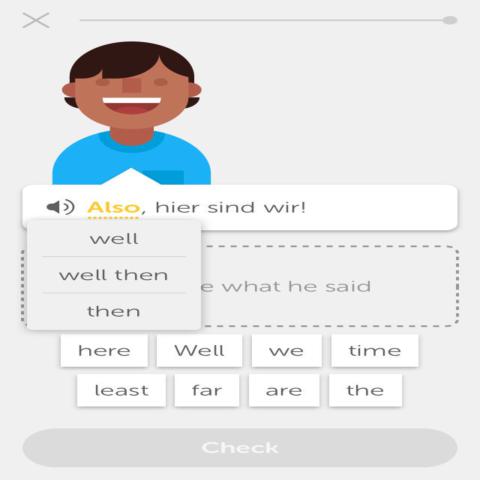 Also, hier sind wir!
well
well then
then
what he said
here Well we time
least far are the
Check